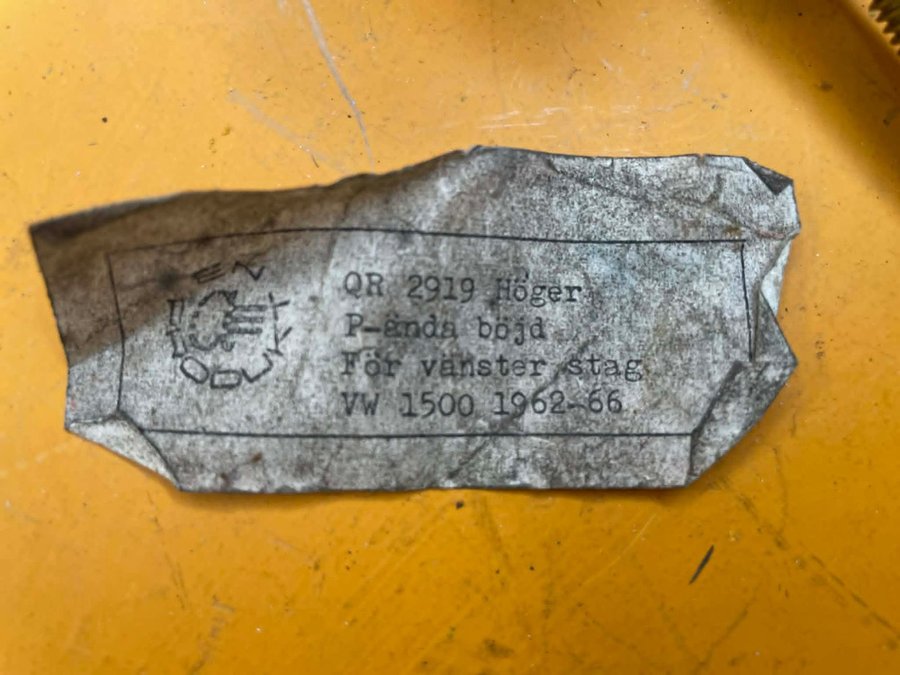 QR 2919 Höger
P-ända böjd
För vänster stag
VW 1500 1962-66